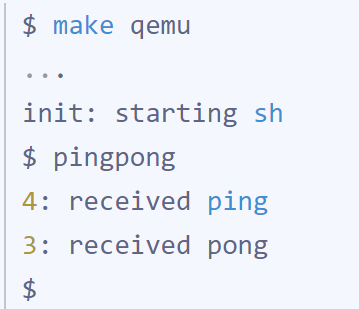 $ make qemu
...
init: starting sh
$ pingpong
4: received ping
3: received pong
$